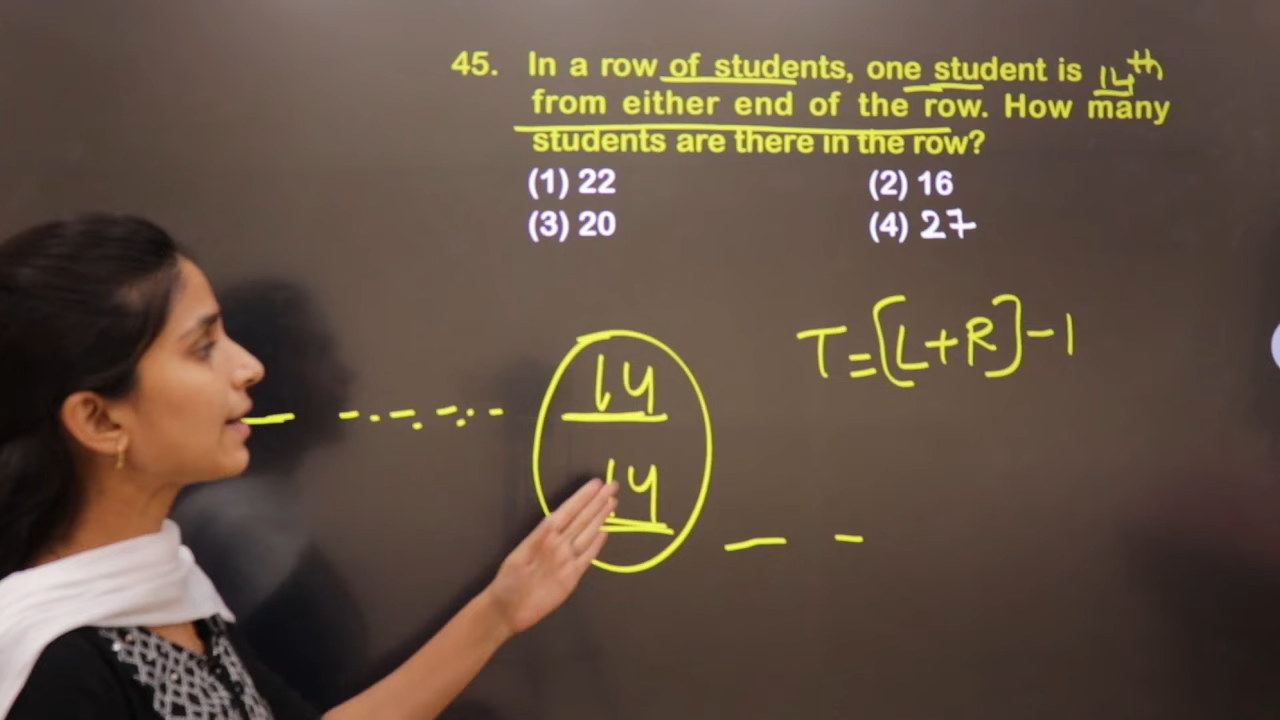 45. In a row of students, one student is 14th
from either end of the row. How many
students are there in the row?
(1) 22 (2) 16
(3) 20 (4) 27
T=[L+R]-1
14
14